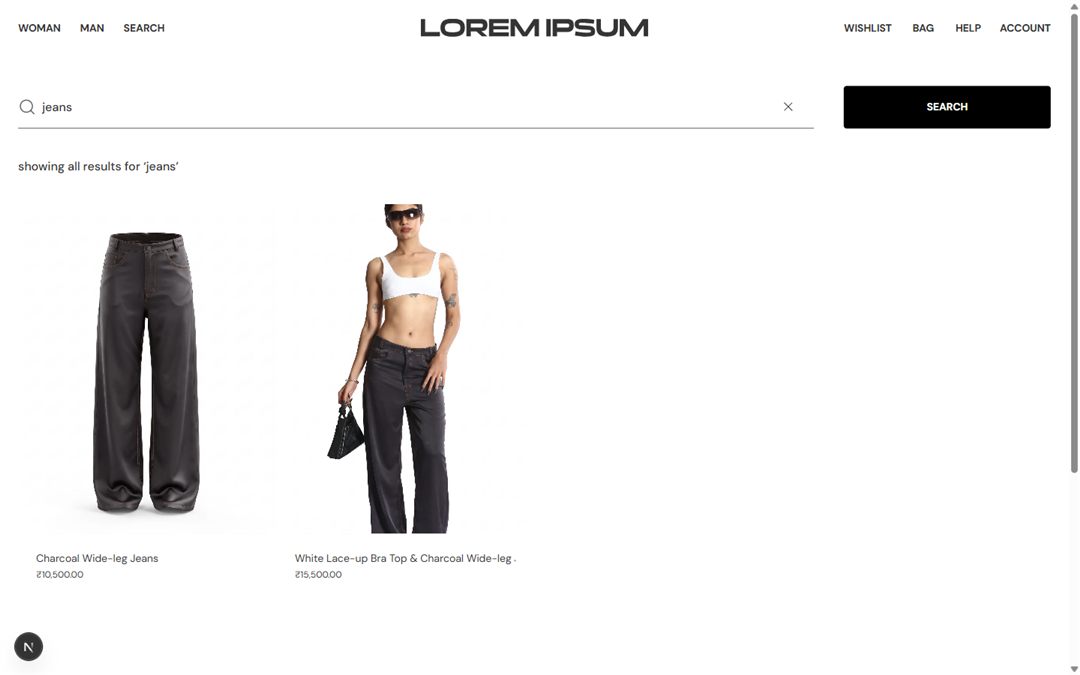 WOMAN MAN SEARCH LOREM IPSUM WISHLIST BAG HELP ACCOUNT
jeans SEARCH
showing all results for ‘jeans’
Charcoal Wide-leg Jeans White Lace-up Bra Top & Charcoal Wide-leg
₹10,500.00 ₹15,500.00
N